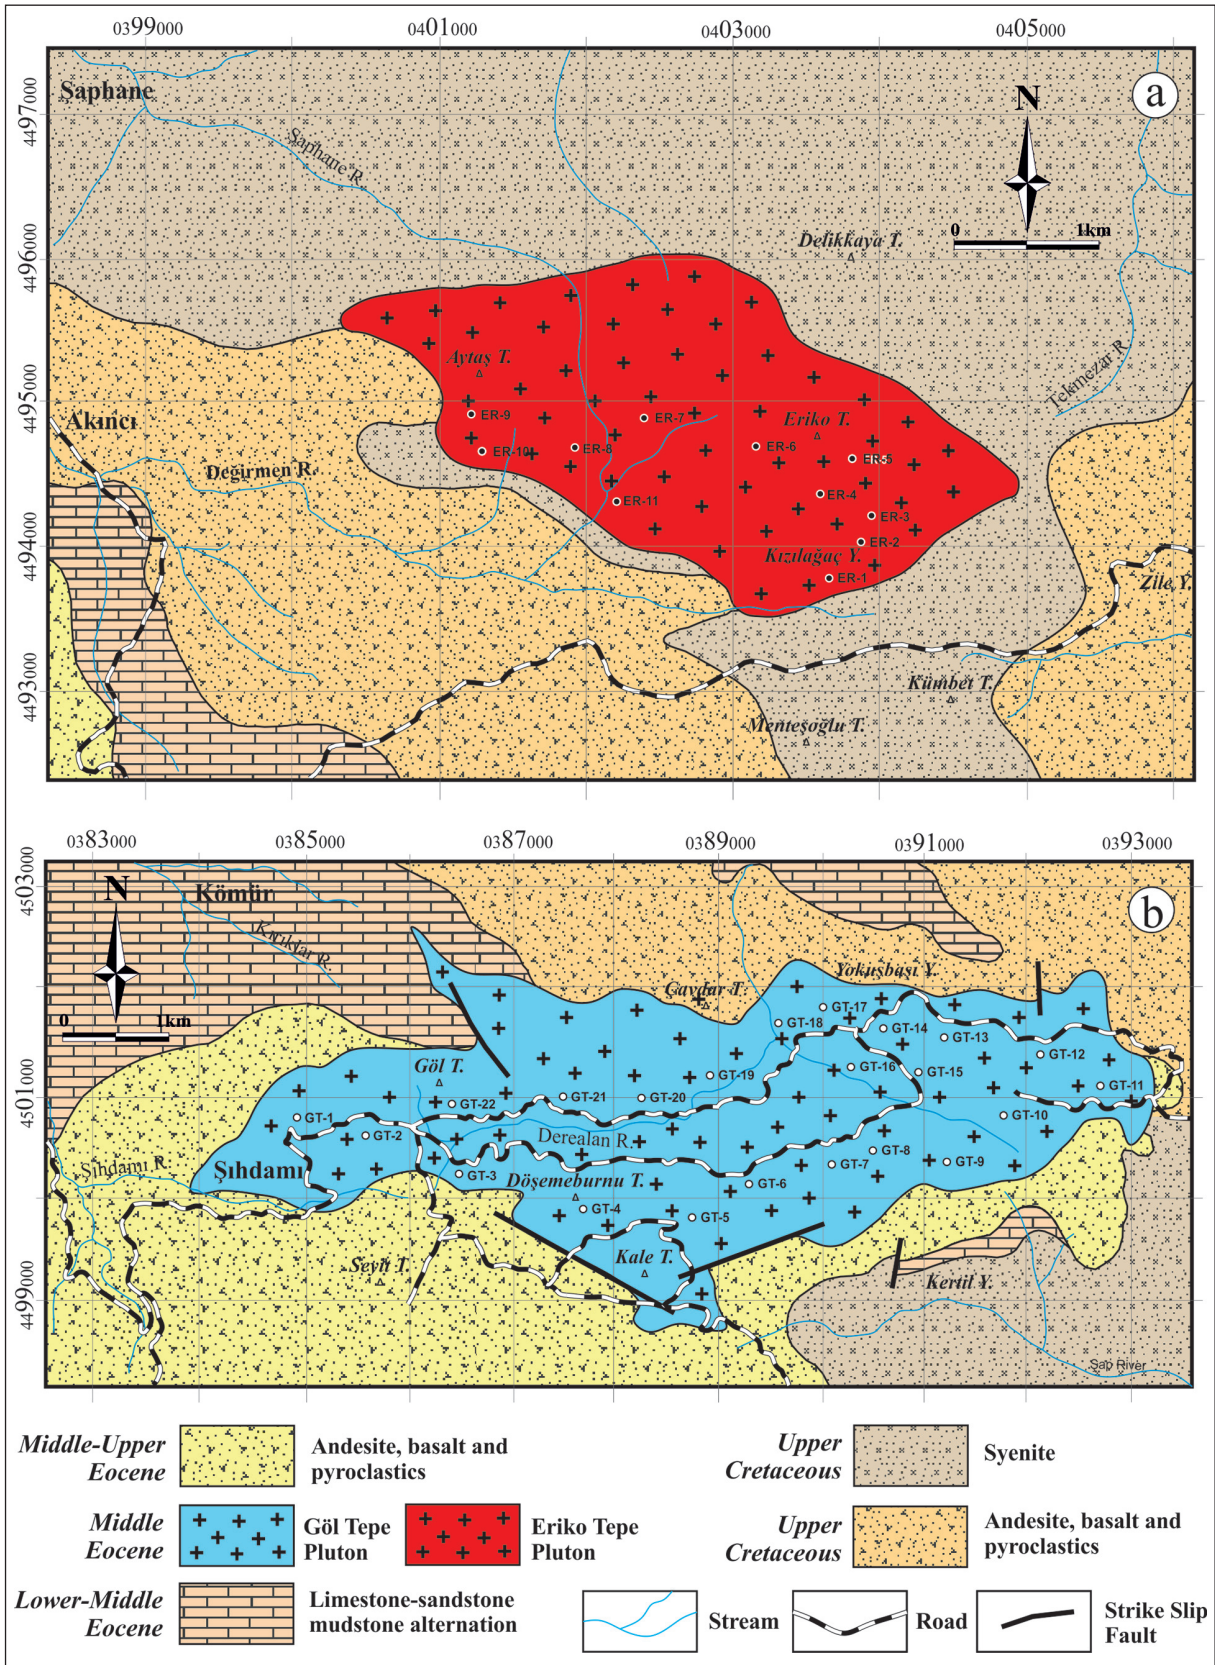 0399000 0401000 0403000 0405000
4497000
4496000
4495000
4494000
4493000
Şaphane
a
N
Şaphane R.
0 1km
Delikkaya T.
Tekmezar R.
Aytaş T.
Eriko T.
Akıncı
Değirmen R.
ER-9
ER-7
ER-10
ER-8
ER-6
ER-5
ER-4
ER-11
ER-3
ER-2
Kızılağaç Y.
ER-1
Zile Y.
Kümbet T.
Menteşoğlu T.
0383000 0385000 0387000 0389000 0391000 0393000
4503000
4501000
4499000
N
Kömür
b
Kırıklar R.
0 1km
Yokuşbaşı Y.
Çavdar T.
GT-17
GT-18
GT-14
GT-13
GT-12
Göl T.
GT-19
GT-16
GT-15
GT-11
GT-22
GT-21
GT-20
GT-10
GT-1
GT-2
Derealan R.
GT-8
GT-7
GT-9
Şıhdamı R.
Şıhdamı
GT-3
Döşemeburnu T.
GT-6
GT-4
GT-5
Seyit T.
Kale T.
Kertil Y.
Şap River
Middle-Upper
Eocene
Andesite, basalt and
pyroclastics
Upper
Cretaceous
Syenite
Middle
Eocene
Göl Tepe
Pluton
Eriko Tepe
Pluton
Upper
Cretaceous
Andesite, basalt and
pyroclastics
Lower-Middle
Eocene
Limestone-sandstone
mudstone alternation
Stream
Road
Strike Slip
Fault